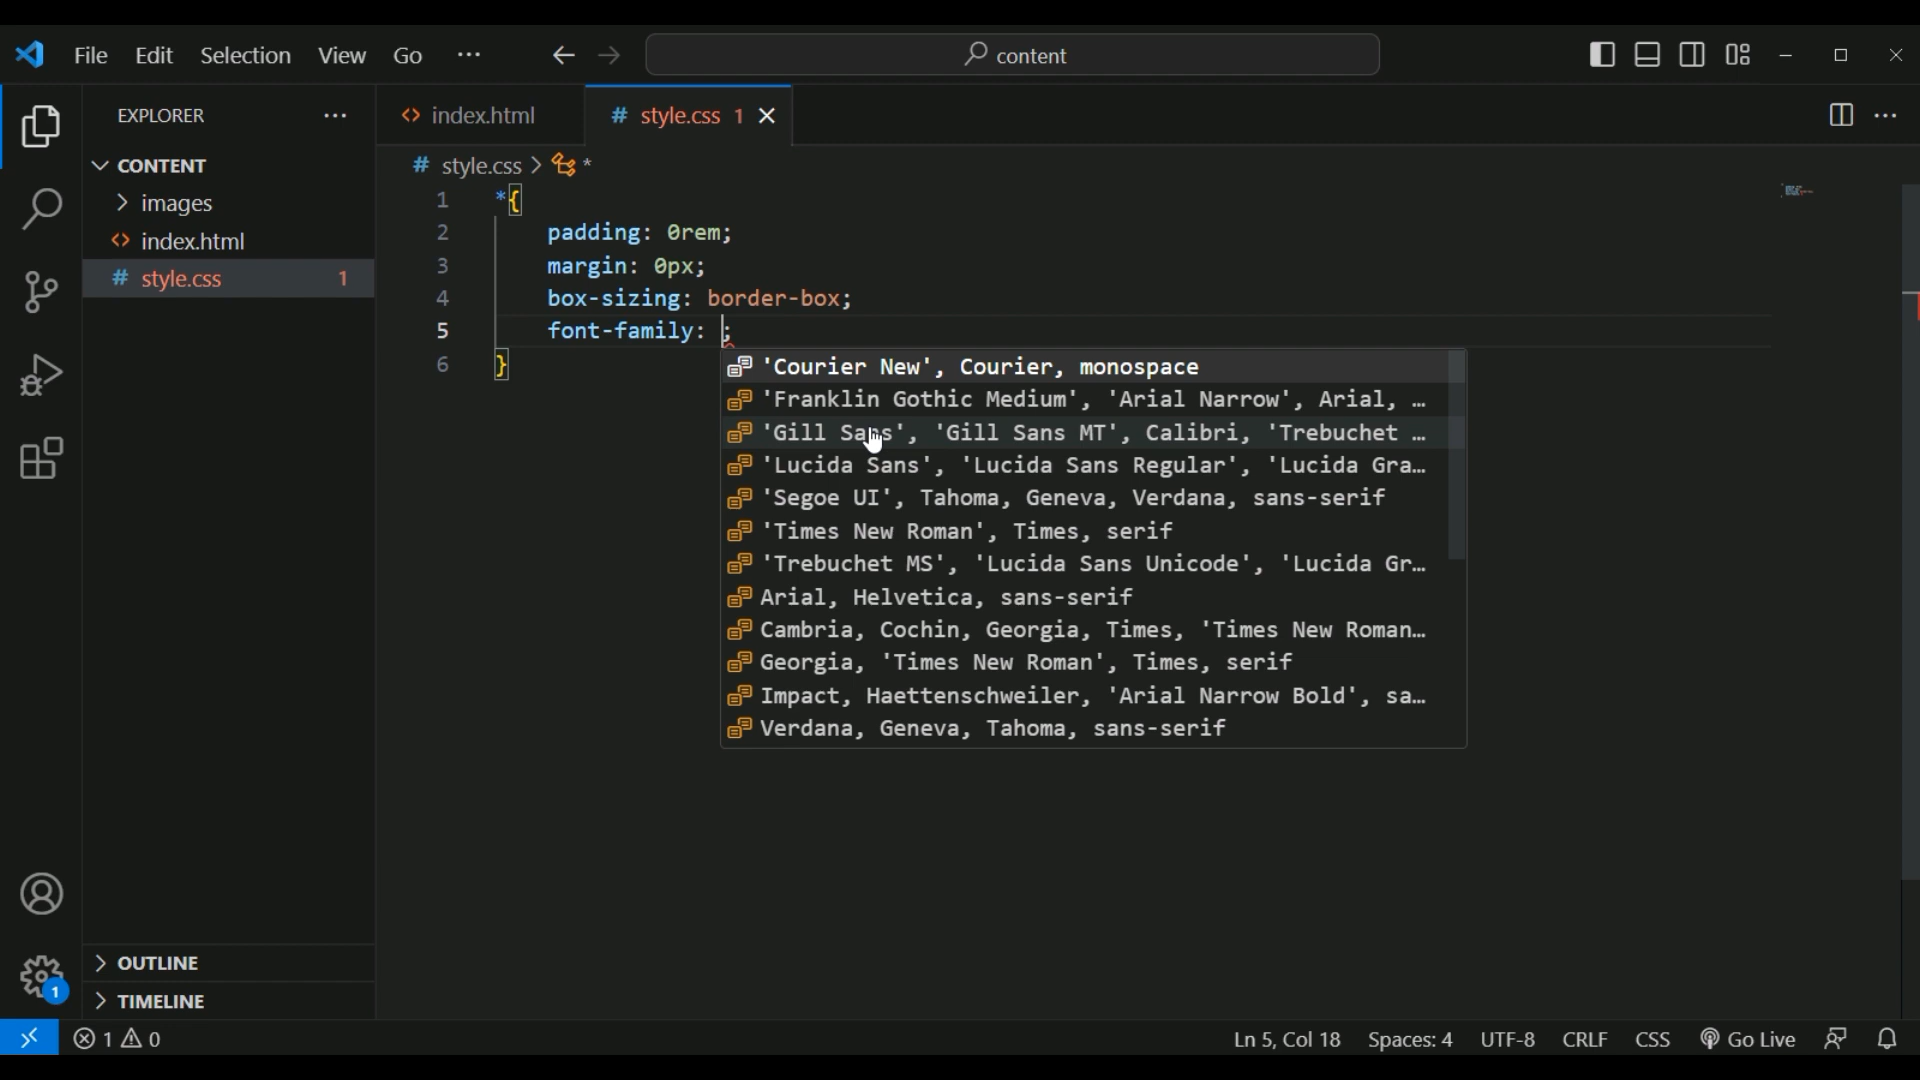 File Edit Selection View Go ··· content
EXPLORER ···
CONTENT
images
index.html
# style.css 1
OUTLINE
TIMELINE
index.html # style.css 1
# style.css > *
1 *{
2 padding: 0rem;
3 margin: 0px;
4 box-sizing: border-box;
5 font-family: ;
6 }
'Courier New', Courier, monospace
'Franklin Gothic Medium', 'Arial Narrow', Arial, …
'Gill Sans', 'Gill Sans MT', Calibri, 'Trebuchet …
'Lucida Sans', 'Lucida Sans Regular', 'Lucida Gra…
'Segoe UI', Tahoma, Geneva, Verdana, sans-serif
'Times New Roman', Times, serif
'Trebuchet MS', 'Lucida Sans Unicode', 'Lucida Gr…
Arial, Helvetica, sans-serif
Cambria, Cochin, Georgia, Times, 'Times New Roman…
Georgia, 'Times New Roman', Times, serif
Impact, Haettenschweiler, 'Arial Narrow Bold', sa…
Verdana, Geneva, Tahoma, sans-serif
1
1 0 Ln 5, Col 18 Spaces: 4 UTF-8 CRLF CSS Go Live